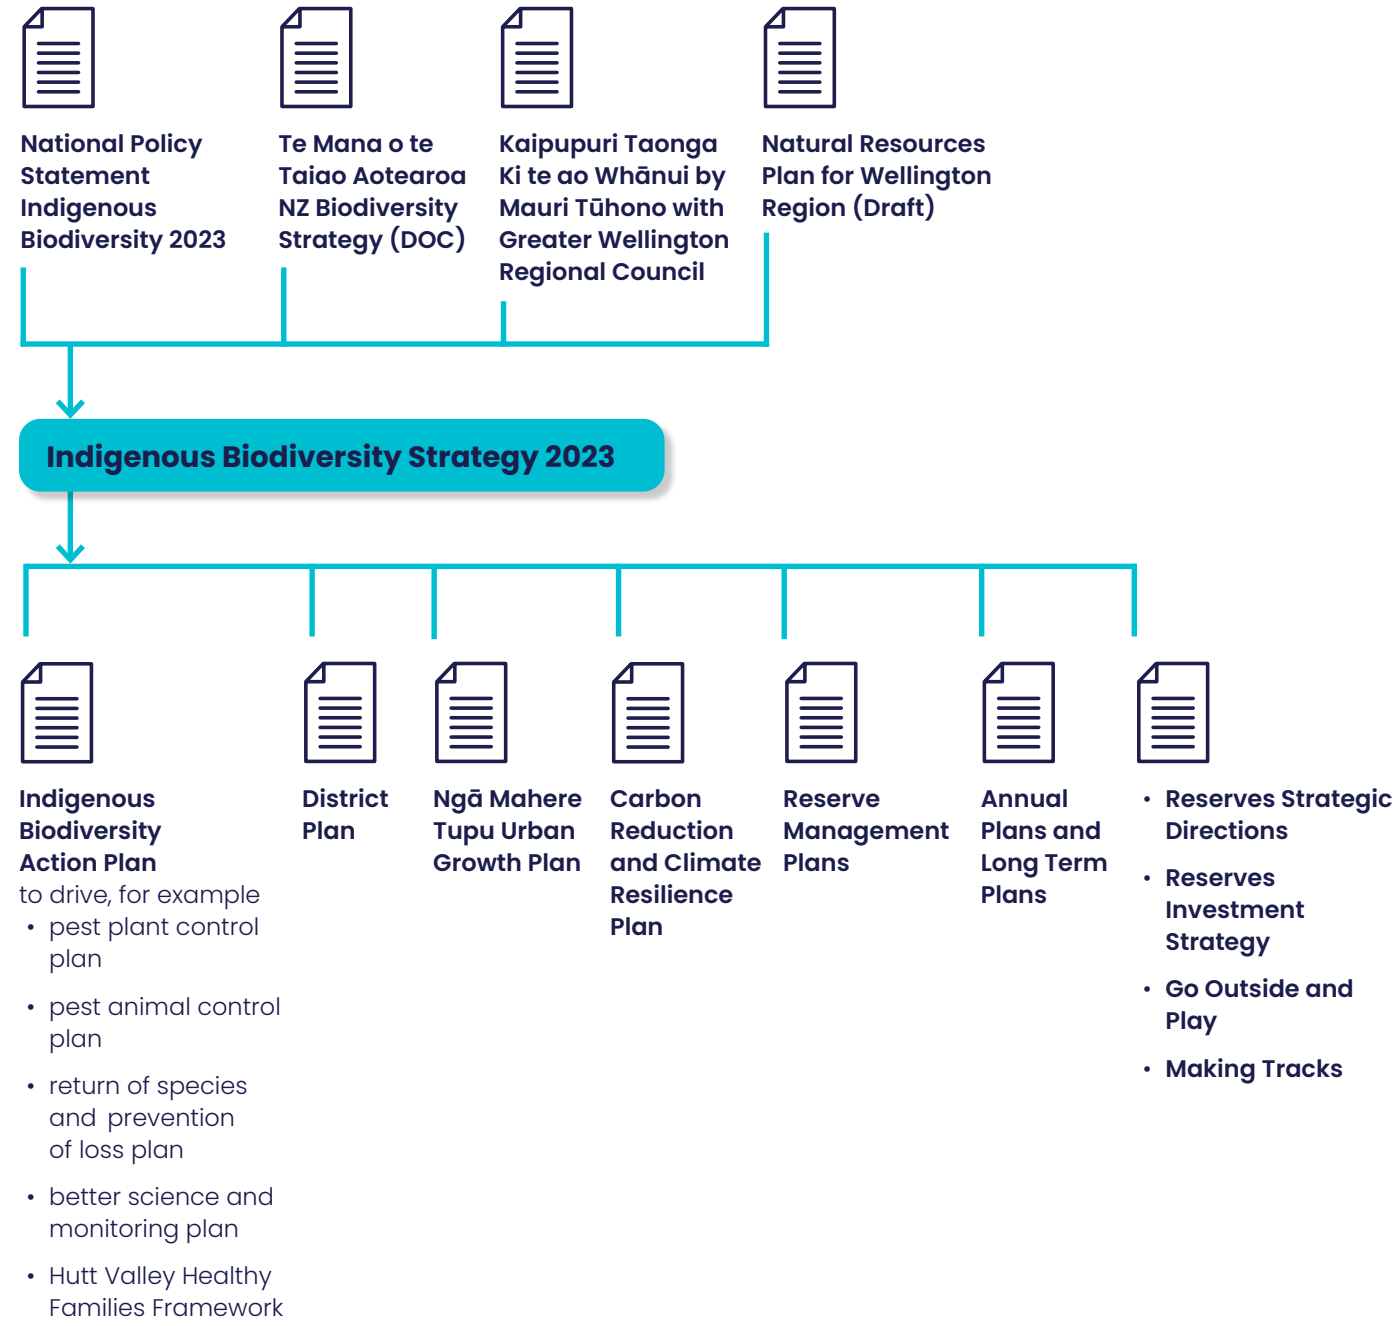 National Policy
Statement
Indigenous
Biodiversity 2023
Te Mana o te
Taiao Aotearoa
NZ Biodiversity
Strategy (DOC)
Kaipupuri Taonga
Ki te ao Whānui by
Mauri Tūhono with
Greater Wellington
Regional Council
Natural Resources
Plan for Wellington
Region (Draft)
Indigenous Biodiversity Strategy 2023
Indigenous
Biodiversity
Action Plan
to drive, for example
• pest plant control
plan
• pest animal control
plan
• return of species
and prevention
of loss plan
• better science and
monitoring plan
• Hutt Valley Healthy
Families Framework
District
Plan
Ngā Mahere
Tupu Urban
Growth Plan
Carbon
Reduction
and Climate
Resilience
Plan
Reserve
Management
Plans
Annual
Plans and
Long Term
Plans
• Reserves Strategic
Directions
• Reserves
Investment
Strategy
• Go Outside and
Play
• Making Tracks